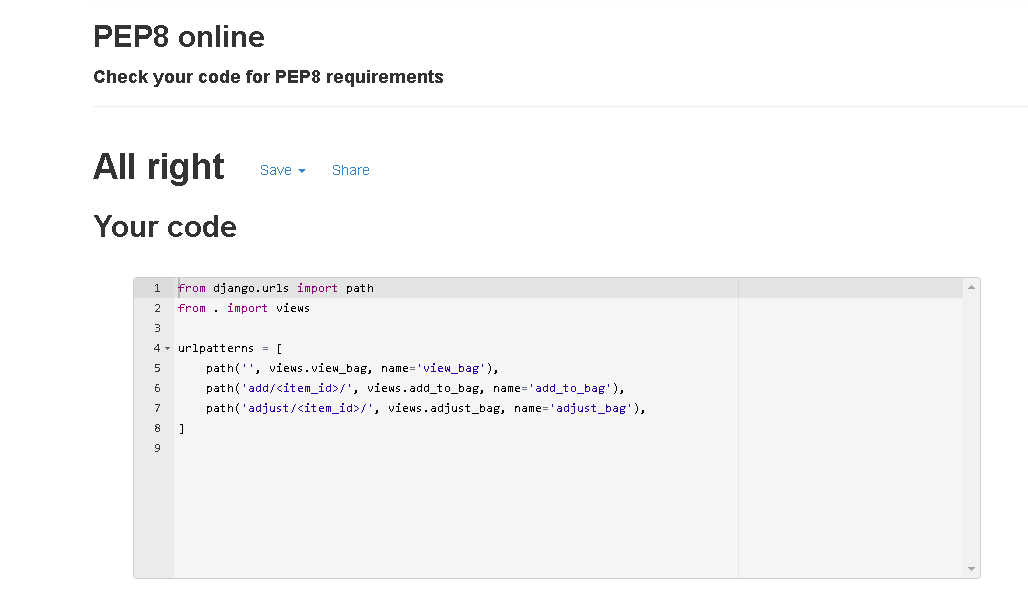 PEP8 online
Check your code for PEP8 requirements
All right Save Share
Your code
1 from django.urls import path
2 from . import views
3
4 urlpatterns = [
5     path('', views.view_bag, name='view_bag'),
6     path('add/<item_id>/', views.add_to_bag, name='add_to_bag'),
7     path('adjust/<item_id>/', views.adjust_bag, name='adjust_bag'),
8 ]
9